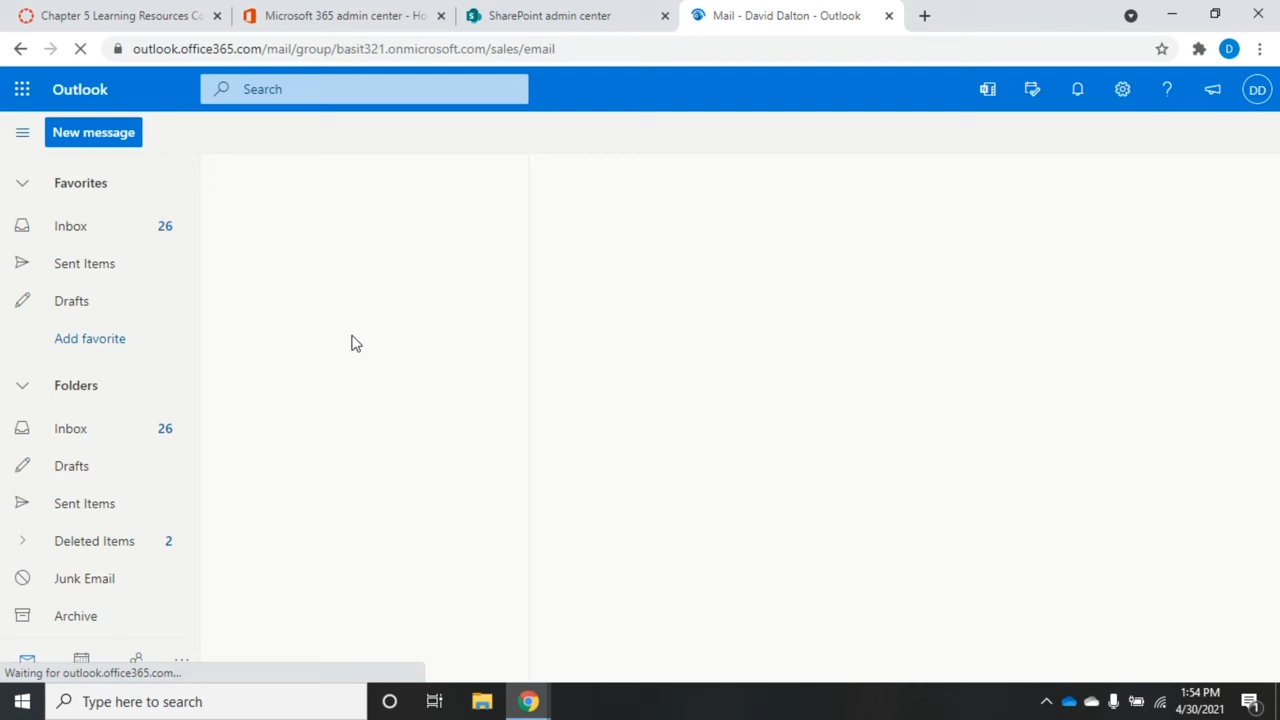 Chapter 5 Learning Resources Co
Microsoft 365 admin center - Ho
SharePoint admin center
Mail - David Dalton - Outlook
outlook.office365.com/mail/group/basit321.onmicrosoft.com/sales/email
D
Outlook
Search
DD
New message
Favorites
Inbox 26
Sent Items
Drafts
Add favorite
Folders
Inbox 26
Drafts
Sent Items
Deleted Items 2
Junk Email
Archive
Waiting for outlook.office365.com...
Type here to search
1:54 PM
4/30/2021
1